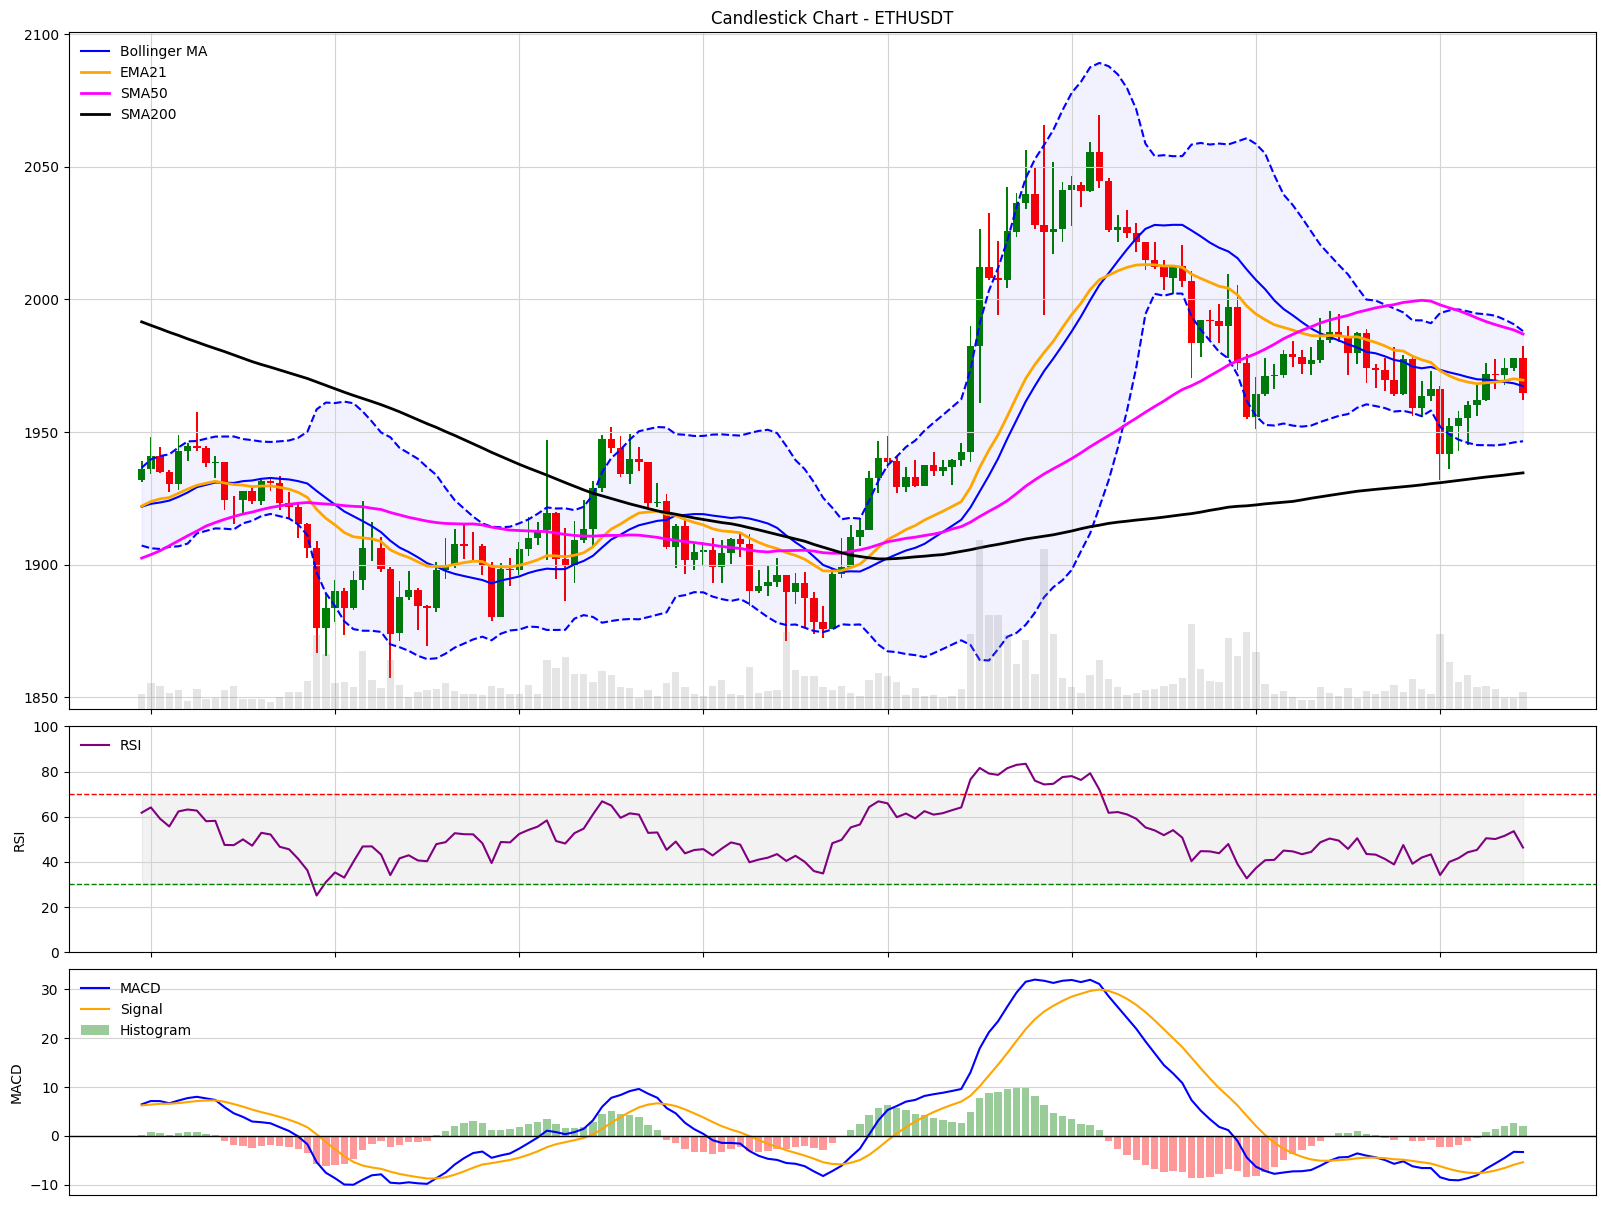 Candlestick Chart - ETHUSDT
2100
2050
2000
1950
1900
1850
Bollinger MA
EMA21
SMA50
SMA200
100
80
60
40
20
0
RSI
RSI
30
20
10
0
−10
MACD
MACD
Signal
Histogram